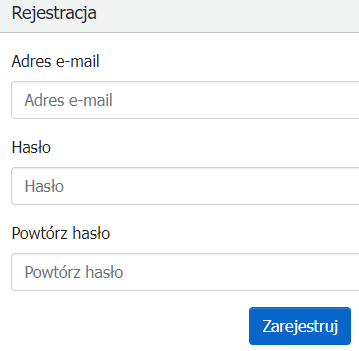 Rejestracja
Adres e-mail
Adres e-mail
Hasło
Hasło
Powtórz hasło
Powtórz hasło
Zarejestruj